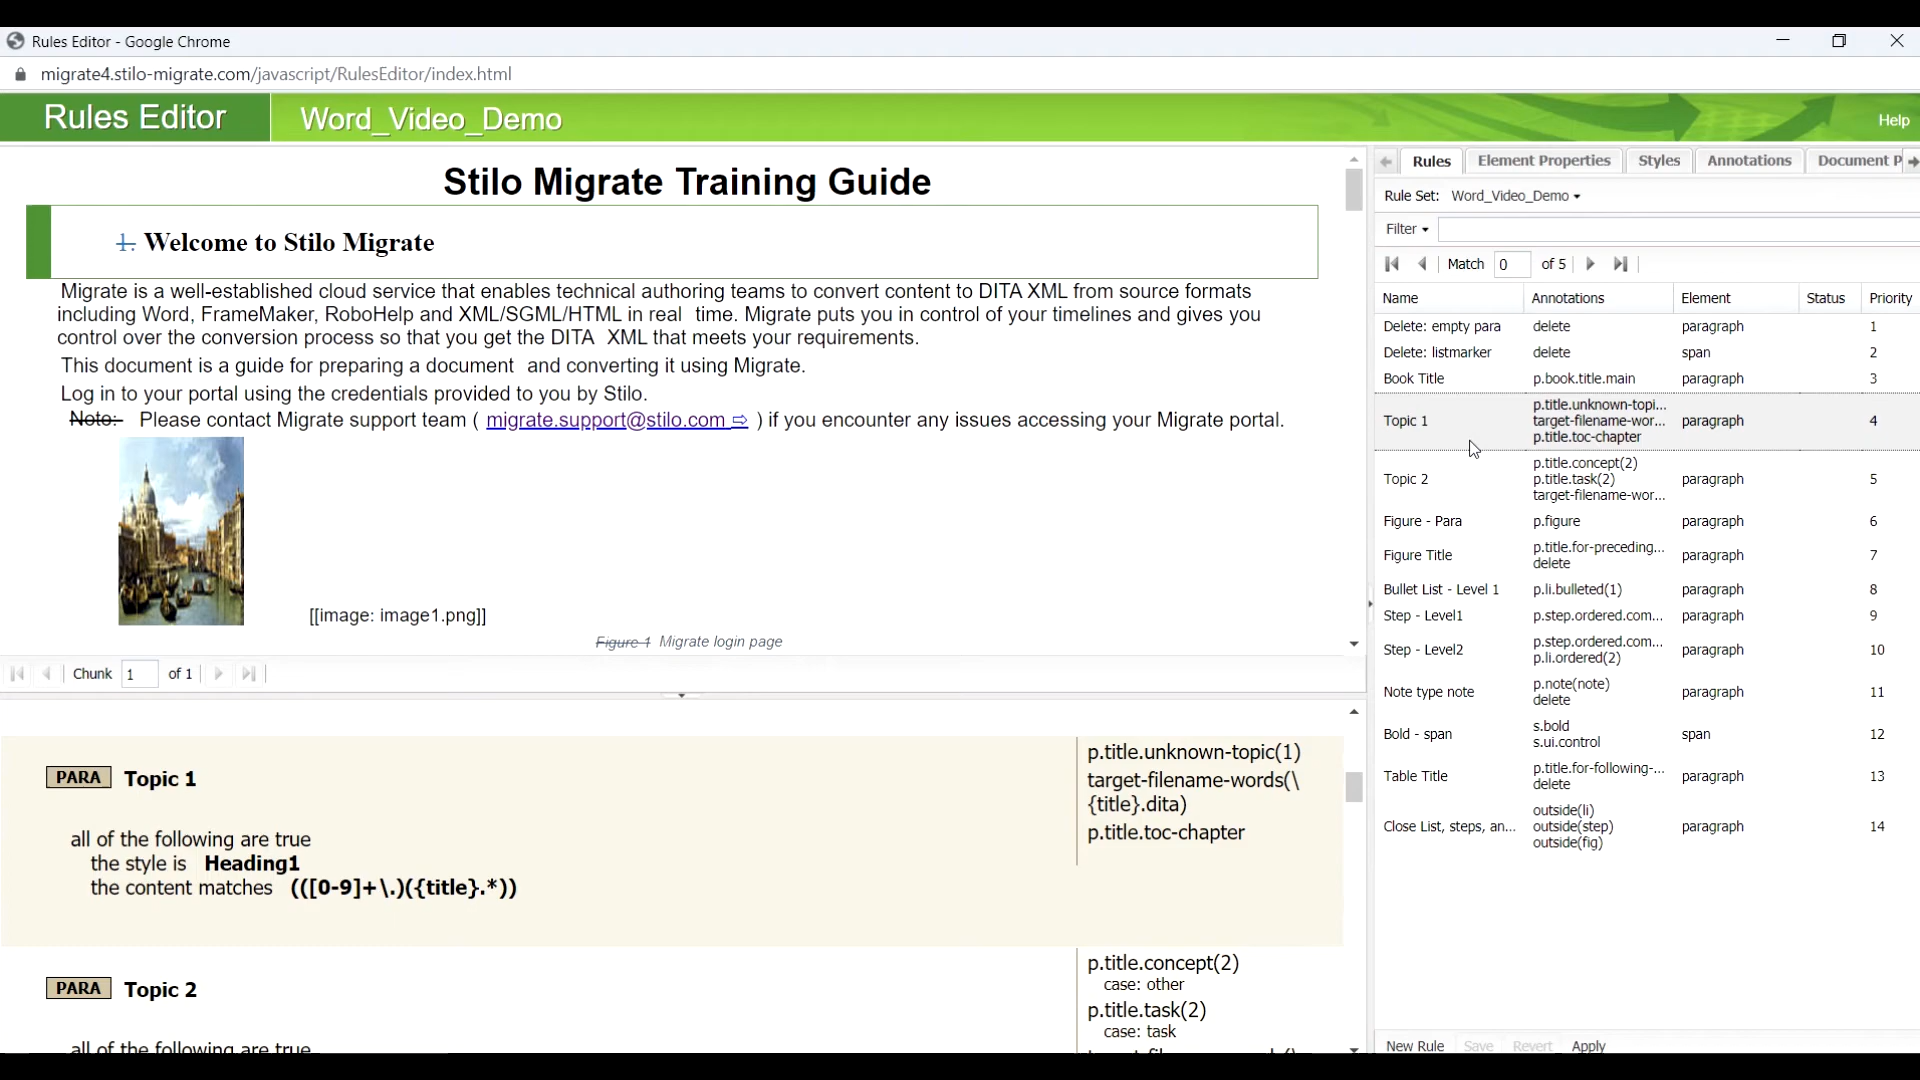 Rules Editor - Google Chrome
migrate4.stilo-migrate.com/javascript/RulesEditor/index.html
Rules Editor
Word_Video_Demo
Help
Stilo Migrate Training Guide
1. Welcome to Stilo Migrate
Migrate is a well-established cloud service that enables technical authoring teams to convert content to DITA XML from source formats
including Word, FrameMaker, RoboHelp and XML/SGML/HTML in real time. Migrate puts you in control of your timelines and gives you
control over the conversion process so that you get the DITA XML that meets your requirements.
This document is a guide for preparing a document and converting it using Migrate.
Log in to your portal using the credentials provided to you by Stilo.
Note:- Please contact Migrate support team ( migrate.support@stilo.com ⇨ ) if you encounter any issues accessing your Migrate portal.
[[image: image1.png]]
Figure 1 Migrate login page
Chunk 1 of 1
PARA Topic 1
all of the following are true
the style is Heading1
the content matches (([0-9]+\.)({title}.*))
p.title.unknown-topic(1)
target-filename-words(\
{title}.dita)
p.title.toc-chapter
PARA Topic 2
all of the following are true
p.title.concept(2)
case: other
p.title.task(2)
case: task
Rules Element Properties Styles Annotations Document P
Rule Set: Word_Video_Demo
Filter
Match 0 of 5
Name Annotations Element Status Priority
Delete: empty para delete paragraph 1
Delete: listmarker delete span 2
Book Title p.book.title.main paragraph 3
p.title.unknown-topi...
Topic 1 target-filename-wor... paragraph 4
p.title.toc-chapter
p.title.concept(2)
Topic 2 p.title.task(2) paragraph 5
target-filename-wor...
Figure - Para p.figure paragraph 6
p.title.for-preceding...
Figure Title paragraph 7
delete
Bullet List - Level 1 p.li.bulleted(1) paragraph 8
Step - Level1 p.step.ordered.com... paragraph 9
p.step.ordered.com...
Step - Level2 paragraph 10
p.li.ordered(2)
p.note(note)
Note type note paragraph 11
delete
s.bold
Bold - span span 12
s.ui.control
p.title.for-following-...
Table Title paragraph 13
delete
outside(li)
Close List, steps, an... outside(step) paragraph 14
outside(fig)
New Rule Save Revert Apply